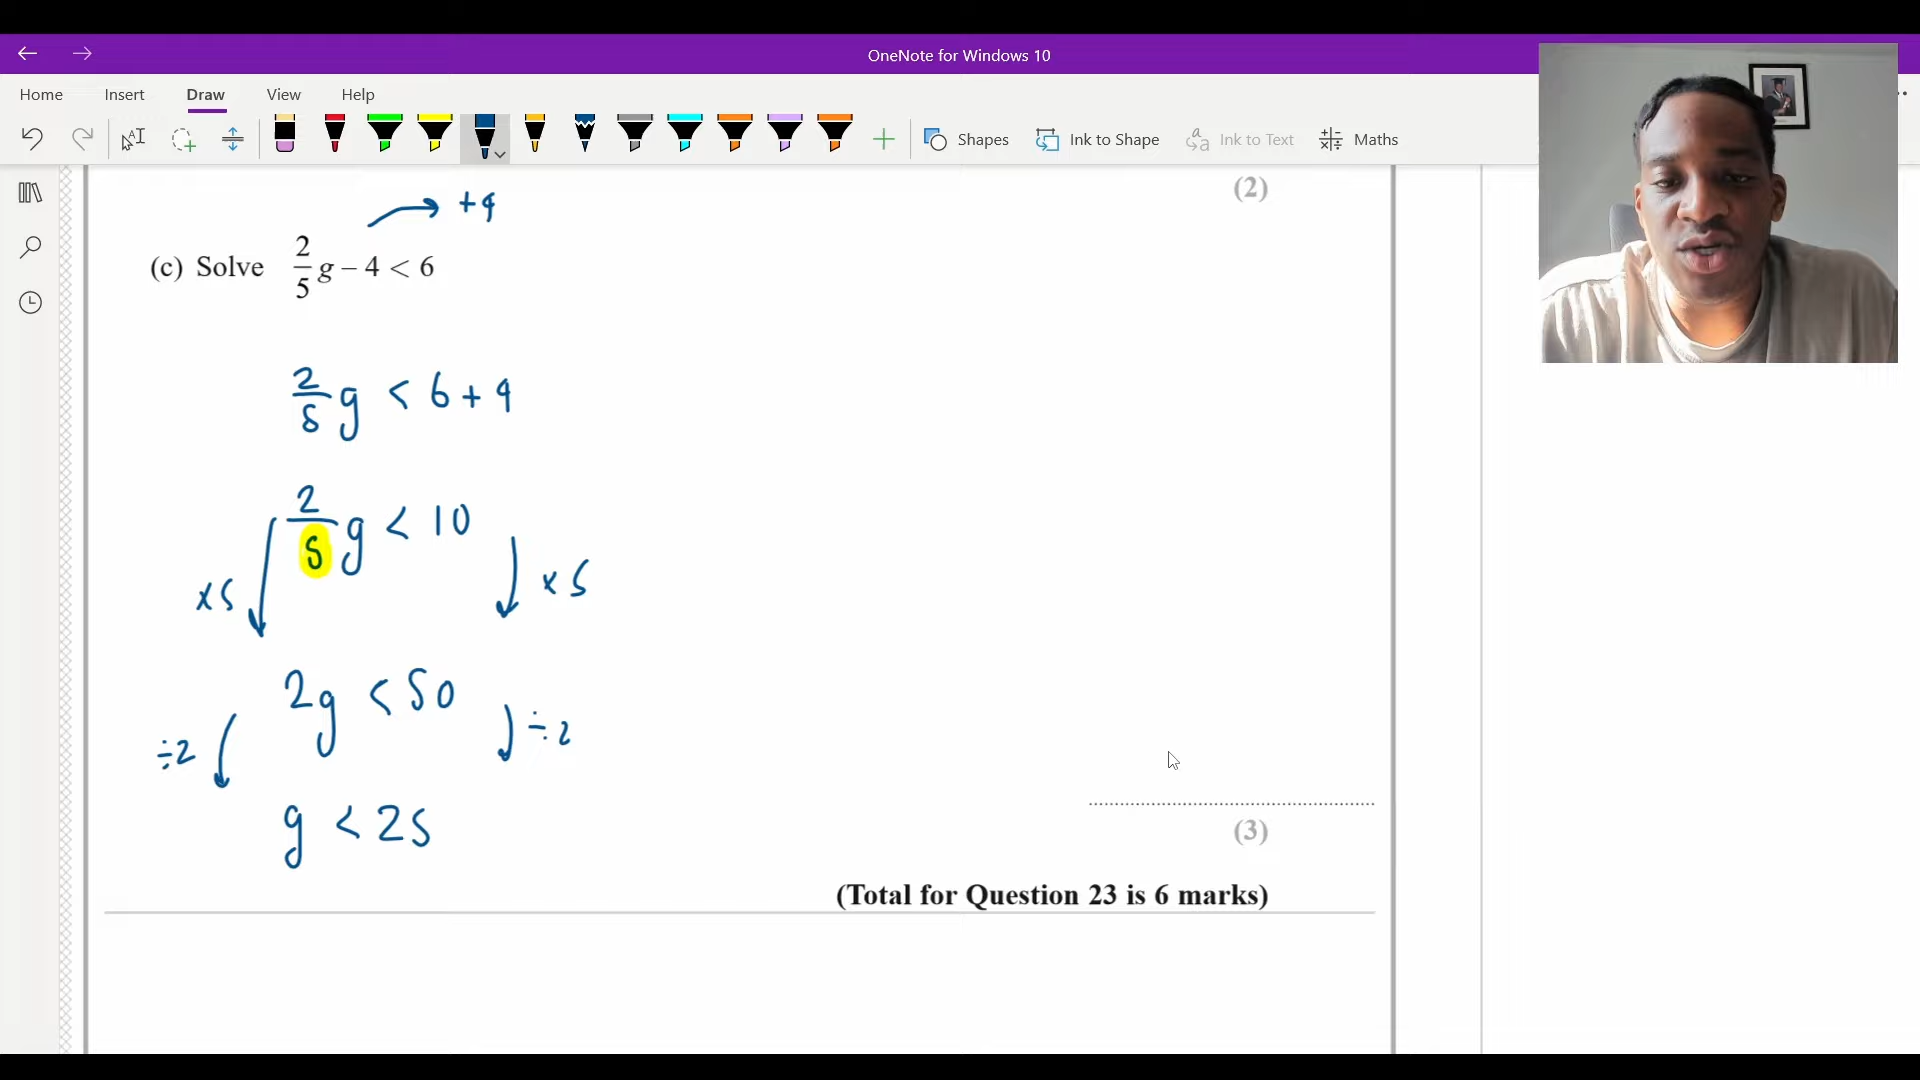 OneNote for Windows 10
Home Insert Draw View Help
Shapes Ink to Shape Ink to Text Maths
(2)
+4
(c) Solve 2/5 g – 4 < 6
2/5 g < 6 + 4
2/5 g < 10
×5 ×5
2g < 50
÷2 ÷2
g < 25
(3)
(Total for Question 23 is 6 marks)